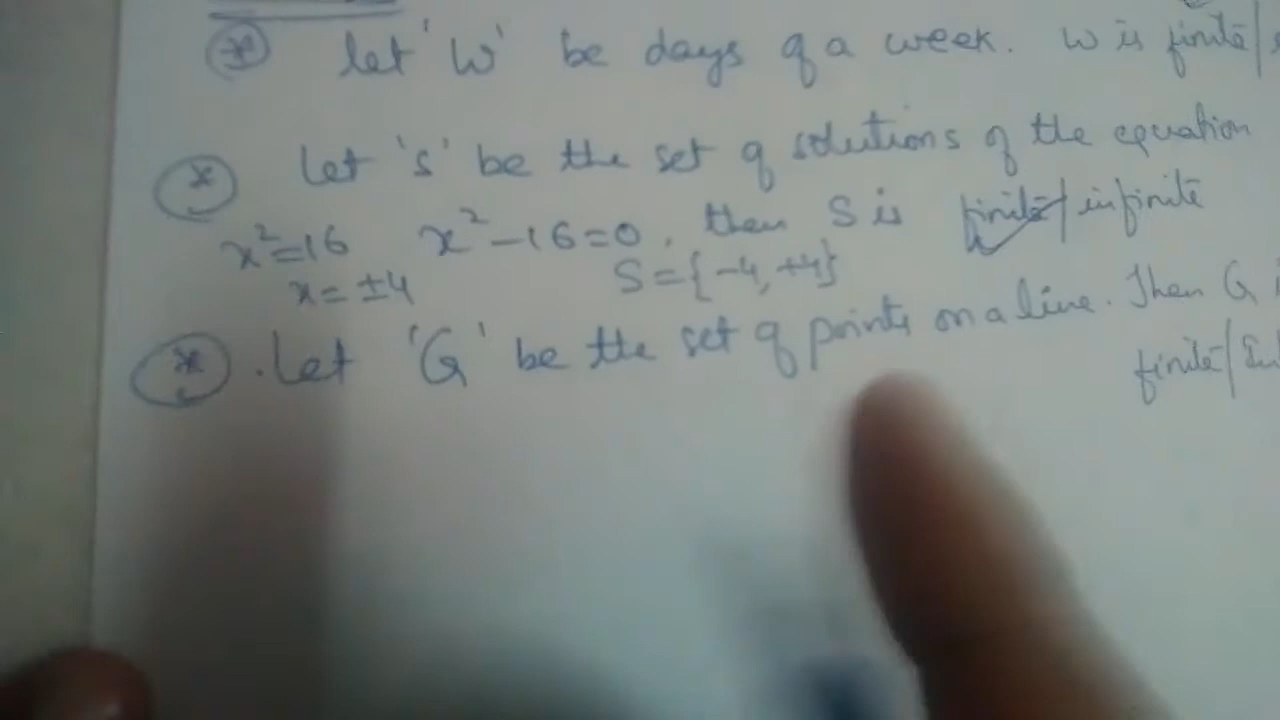 * let 'W' be days of a week. W is finite/
* Let 's' be the set of solutions of the equation
x²=16 x²-16=0, then S is finite/infinite
x=±4 S={-4,+4}
* .Let 'G' be the set of points on a line. Then G i
finite/